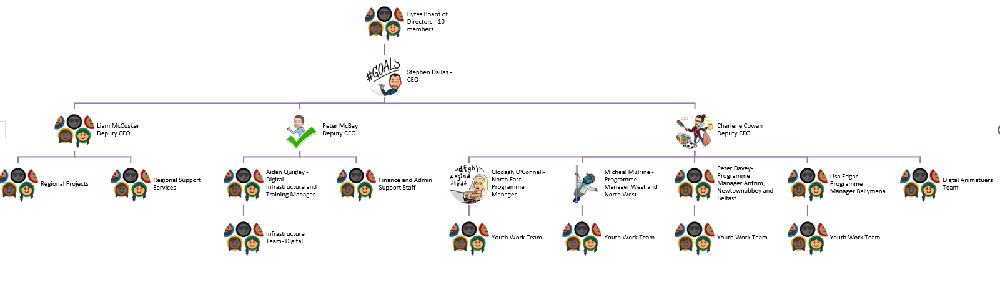 Bytes Board of
Directors - 10
members
#GOALS
Stephen Dallas -
CEO
Liam McCusker
Deputy CEO
Peter McBay
Deputy CEO
Charlene Cowan
Deputy CEO
Regional Projects
Regional Support
Services
Aidan Quigley -
Digital
Infrastructure and
Training Manager
Finance and Admin
Support Staff
Clodagh O'Connell-
North East
Programme
Manager
Micheal Mulrine -
Programme
Manager West and
North West
Peter Davey-
Programme
Manager Antrim,
Newtownabbey and
Belfast
Lisa Edgar-
Programme
Manager Ballymena
Digtal Animatuers
Team
Infrastructure
Team- Digital
Youth Work Team
Youth Work Team
Youth Work Team
Youth Work Team